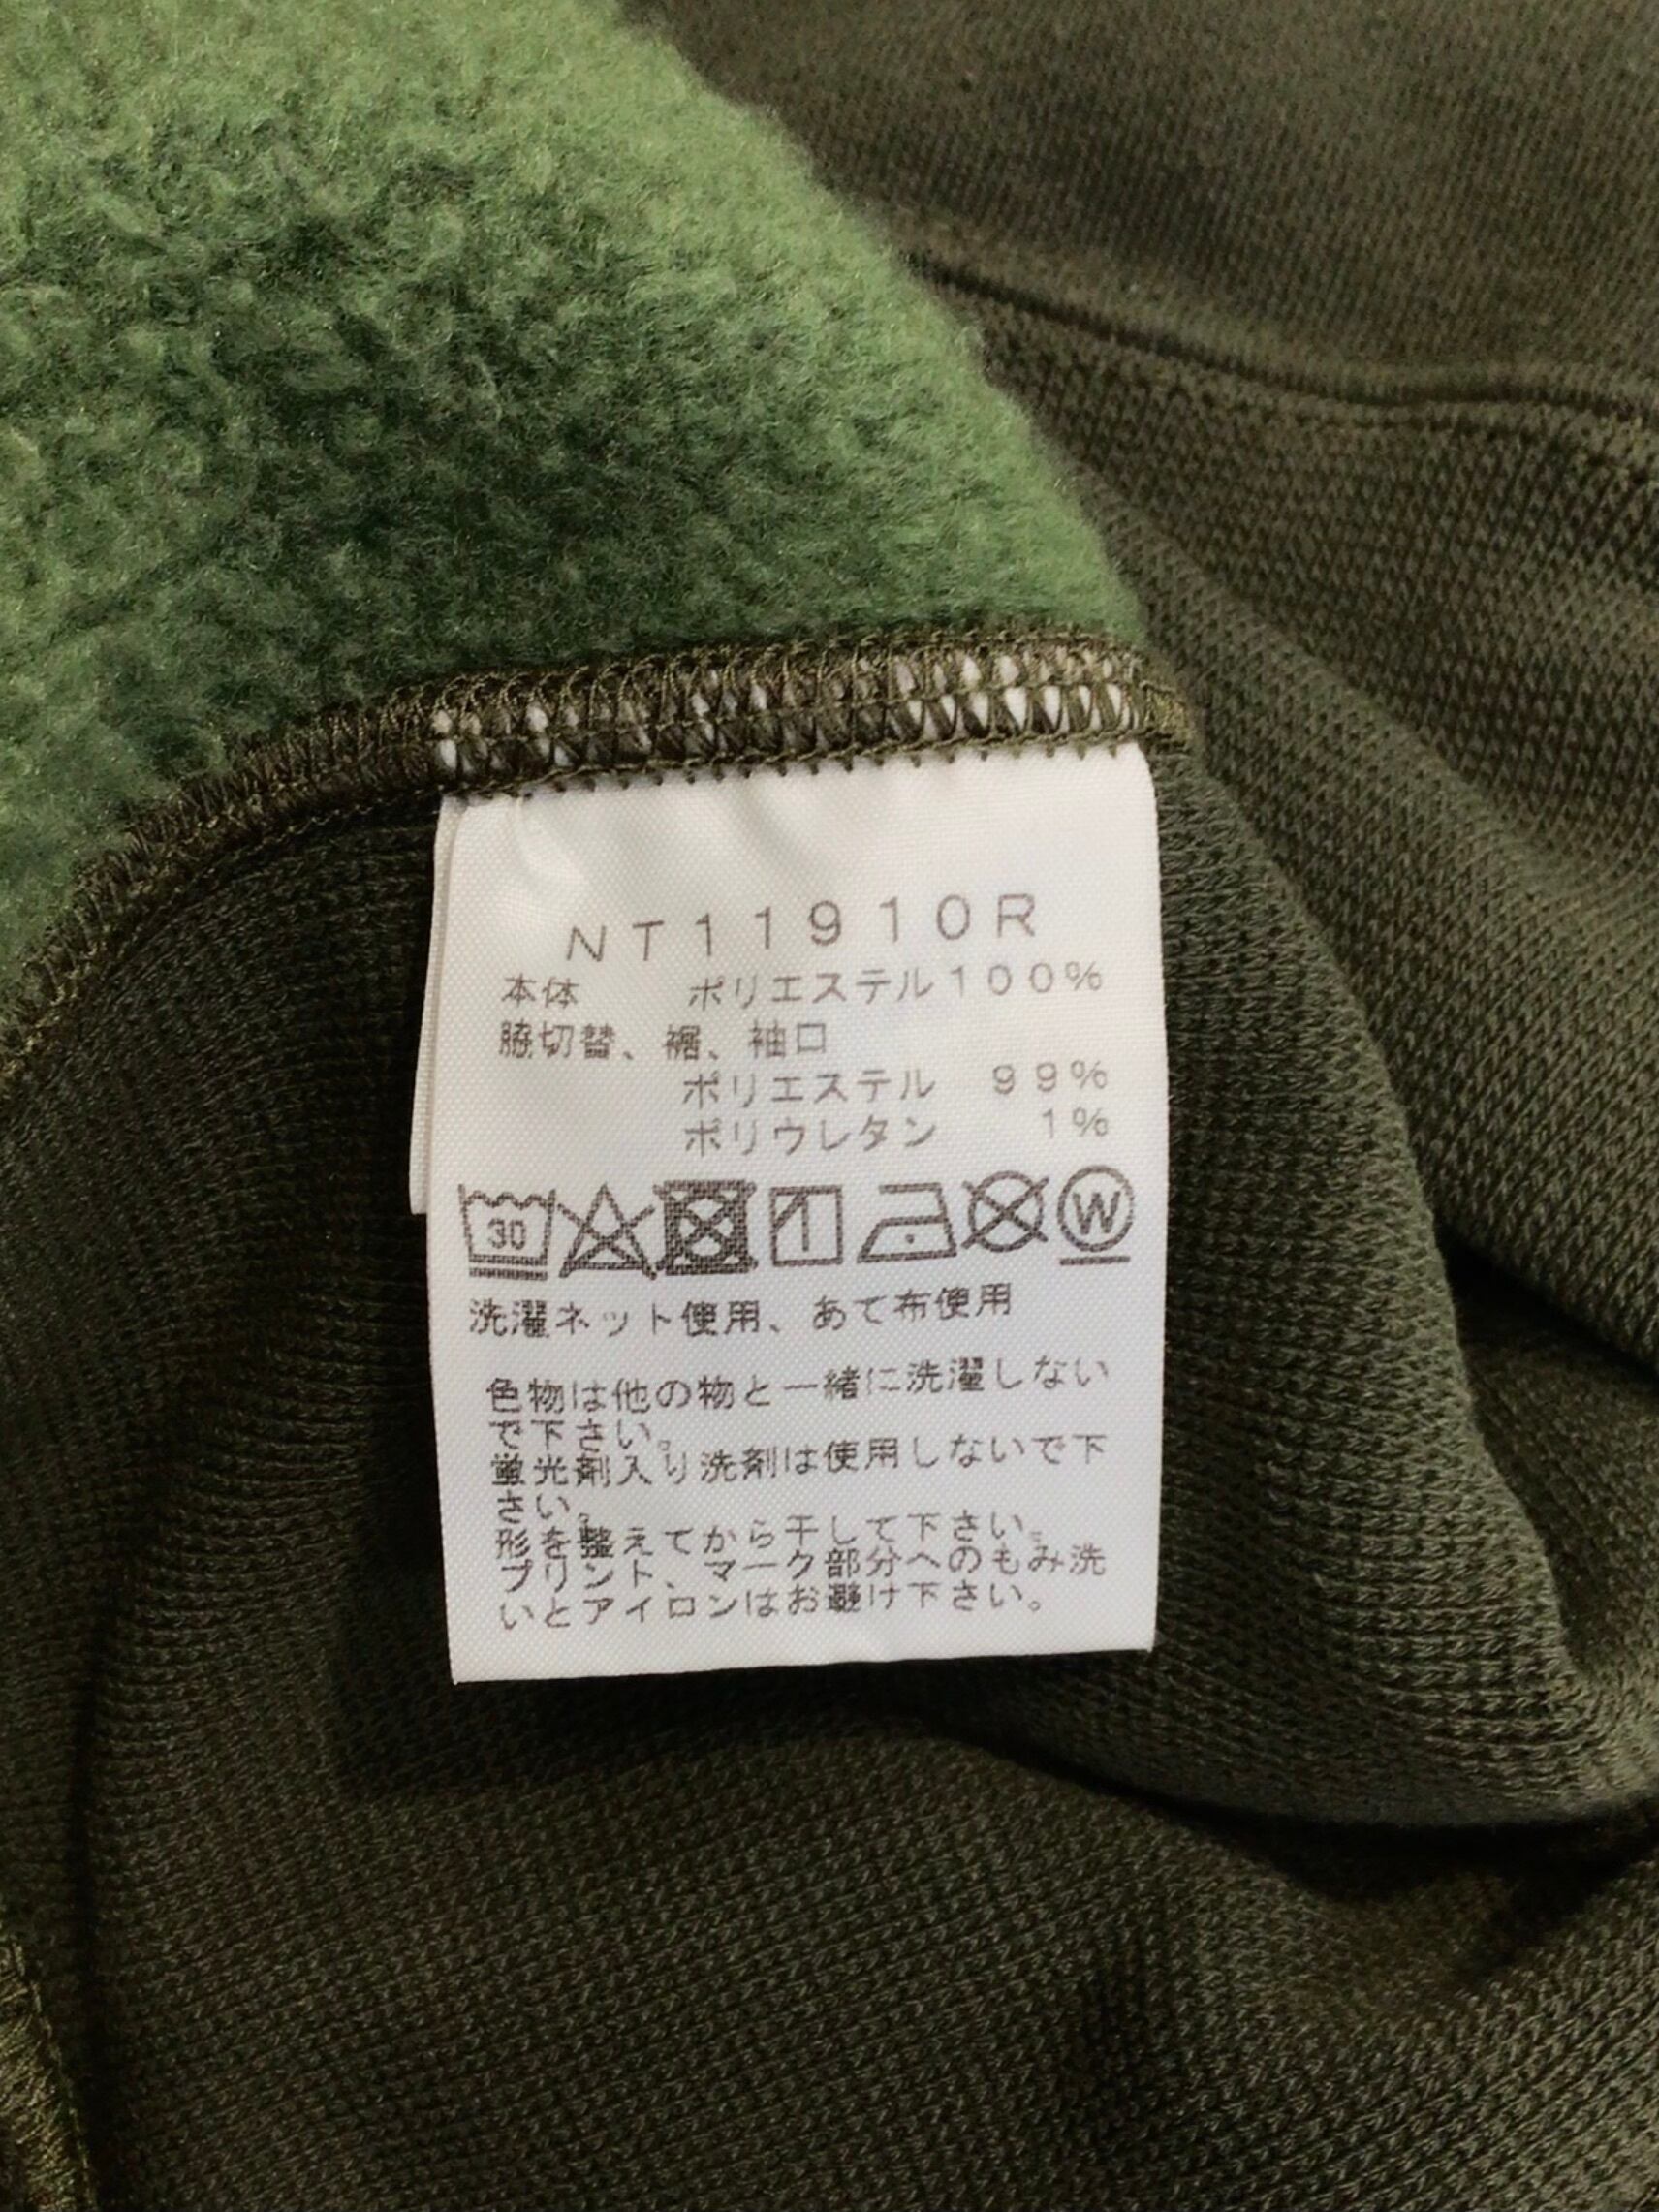 NT11910R
本体 ポリエステル100%
脇切替、裾、袖口
ポリエステル 99%
ポリウレタン 1%
30 W
洗濯ネット使用、あて布使用
色物は他の物と一緒に洗濯しない
で下さい。
蛍光剤入り洗剤は使用しないで下
さい。
形を整えてから干して下さい。
プリント、マーク部分へのもみ洗
いとアイロンはお避け下さい。